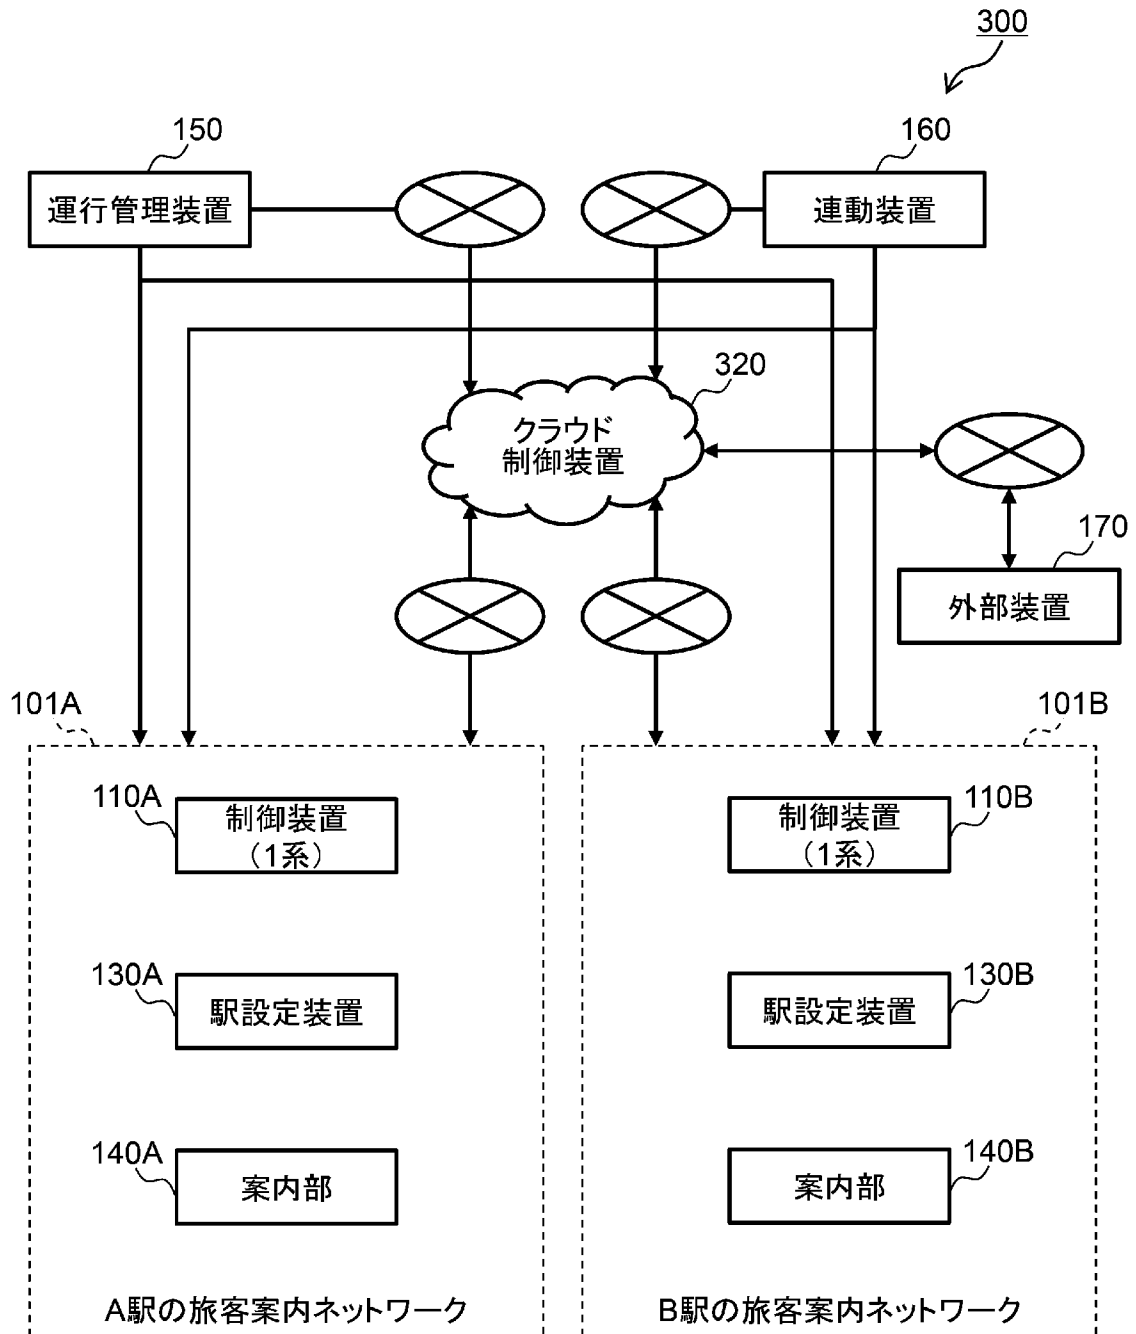 300
150
160
運行管理装置
連動装置
320
クラウド
制御装置
170
外部装置
101A
101B
110A
制御装置
（1系）
110B
制御装置
（1系）
130A
駅設定装置
130B
駅設定装置
140A
案内部
140B
案内部
A駅の旅客案内ネットワーク
B駅の旅客案内ネットワーク